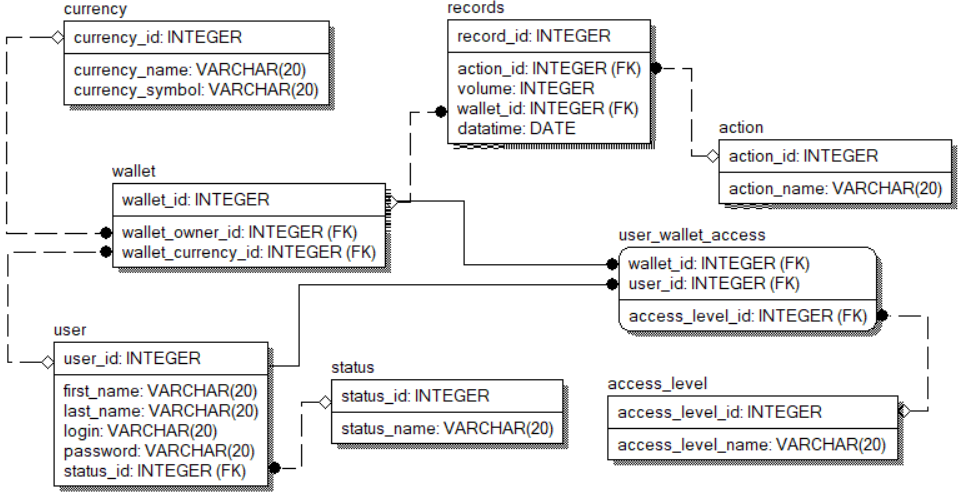 currency
currency_id: INTEGER
currency_name: VARCHAR(20)
currency_symbol: VARCHAR(20)
records
record_id: INTEGER
action_id: INTEGER (FK)
volume: INTEGER
wallet_id: INTEGER (FK)
datatime: DATE
action
action_id: INTEGER
action_name: VARCHAR(20)
wallet
wallet_id: INTEGER
wallet_owner_id: INTEGER (FK)
wallet_currency_id: INTEGER (FK)
user_wallet_access
wallet_id: INTEGER (FK)
user_id: INTEGER (FK)
access_level_id: INTEGER (FK)
user
user_id: INTEGER
first_name: VARCHAR(20)
last_name: VARCHAR(20)
login: VARCHAR(20)
password: VARCHAR(20)
status_id: INTEGER (FK)
status
status_id: INTEGER
status_name: VARCHAR(20)
access_level
access_level_id: INTEGER
access_level_name: VARCHAR(20)